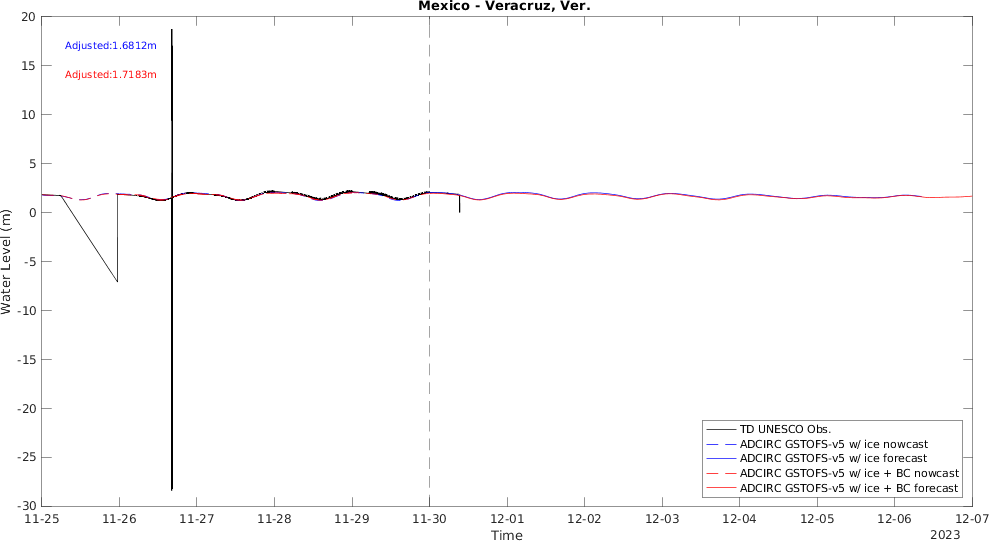 Mexico - Veracruz, Ver.
Adjusted:1.6812m
Adjusted:1.7183m
20
15
10
5
0
-5
-10
-15
-20
-25
-30
Water Level (m)
TD UNESCO Obs.
ADCIRC GSTOFS-v5 w/ ice nowcast
ADCIRC GSTOFS-v5 w/ ice forecast
ADCIRC GSTOFS-v5 w/ ice + BC nowcast
ADCIRC GSTOFS-v5 w/ ice + BC forecast
11-25 11-26 11-27 11-28 11-29 11-30 12-01 12-02 12-03 12-04 12-05 12-06 12-07
Time
2023